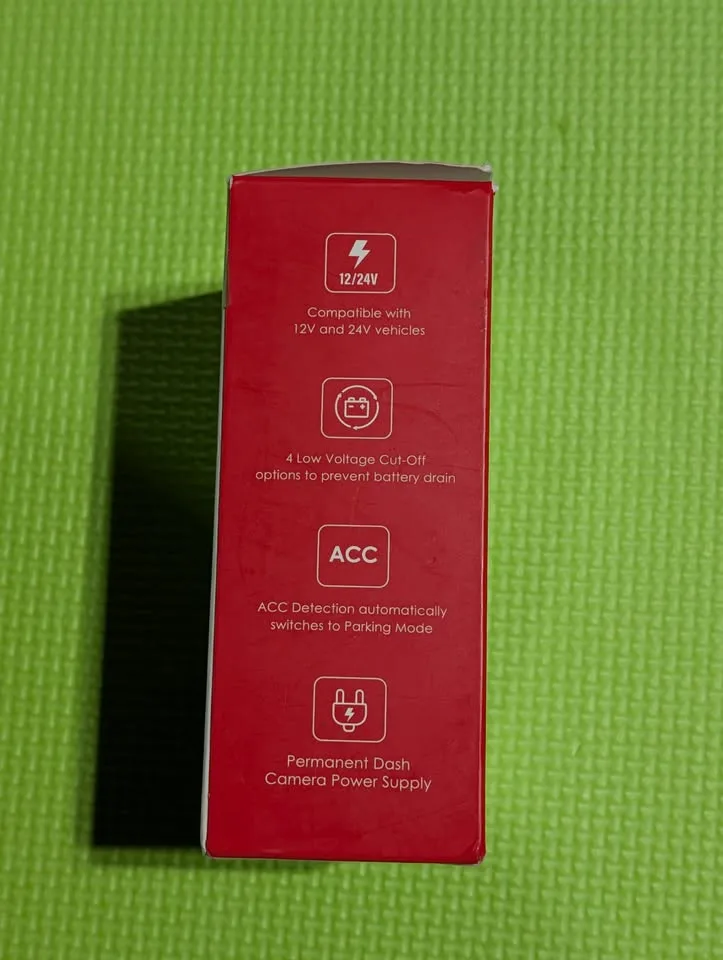 12/24V
Compatible with
12V and 24V vehicles
4 Low Voltage Cut-Off
options to prevent battery drain
ACC
ACC Detection automatically
switches to Parking Mode
Permanent Dash
Camera Power Supply